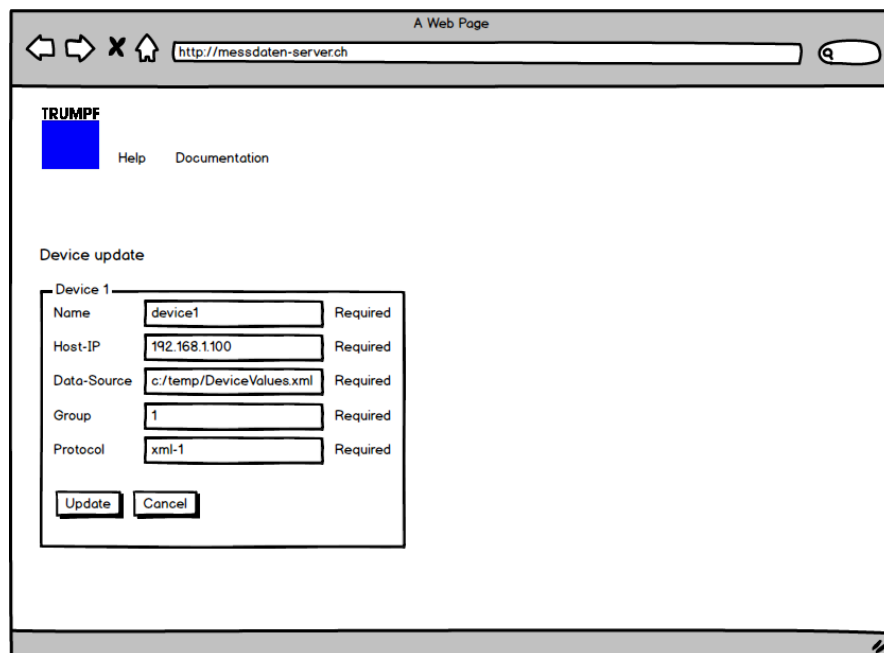 A Web Page
http://messdaten-server.ch
TRUMPF
Help Documentation
Device update
Device 1
Name device1 Required
Host-IP 192.168.1.100 Required
Data-Source c:/temp/DeviceValues.xml Required
Group 1 Required
Protocol xml-1 Required
Update Cancel